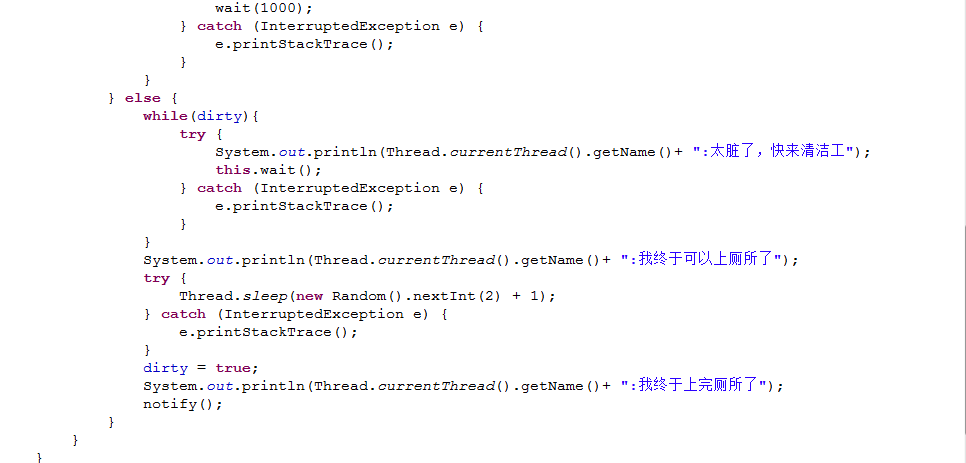 wait(1000);
} catch (InterruptedException e) {
e.printStackTrace();
}
}
} else {
while(dirty){
try {
System.out.println(Thread.currentThread().getName()+ ":太脏了，快来清洁工");
this.wait();
} catch (InterruptedException e) {
e.printStackTrace();
}
}
System.out.println(Thread.currentThread().getName()+ ":我终于可以上厕所了");
try {
Thread.sleep(new Random().nextInt(2) + 1);
} catch (InterruptedException e) {
e.printStackTrace();
}
dirty = true;
System.out.println(Thread.currentThread().getName()+ ":我终于上完厕所了");
notify();
}
}
}